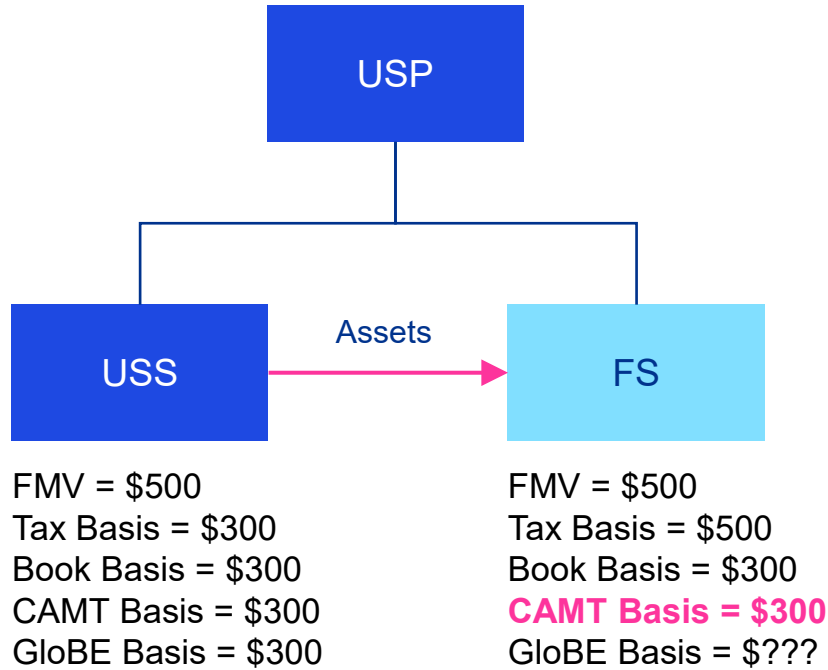 USP
Assets
USS
FS
FMV = $500
Tax Basis = $300
Book Basis = $300
CAMT Basis = $300
GloBE Basis = $300
FMV = $500
Tax Basis = $500
Book Basis = $300
CAMT Basis = $300
GloBE Basis = $???